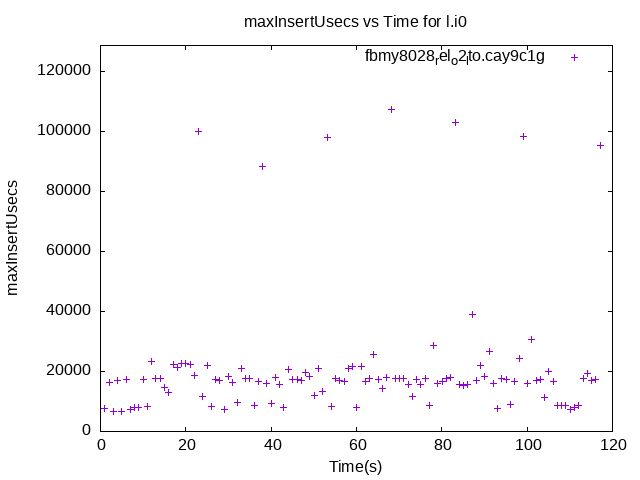 maxInsertUsecs vs Time for l.i0
fbmy8028relo2ito.cay9c1g
120000
100000
80000
60000
40000
20000
0
maxInsertUsecs
0 20 40 60 80 100 120
Time(s)